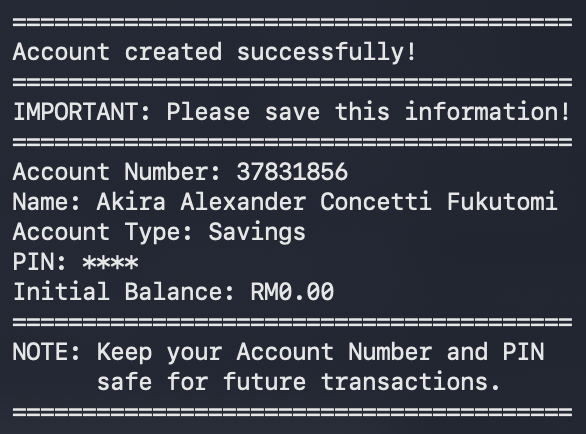 ========================================
Account created successfully!
========================================
IMPORTANT: Please save this information!
========================================
Account Number: 37831856
Name: Akira Alexander Concetti Fukutomi
Account Type: Savings
PIN: ****
Initial Balance: RM0.00
========================================
NOTE: Keep your Account Number and PIN
      safe for future transactions.
========================================